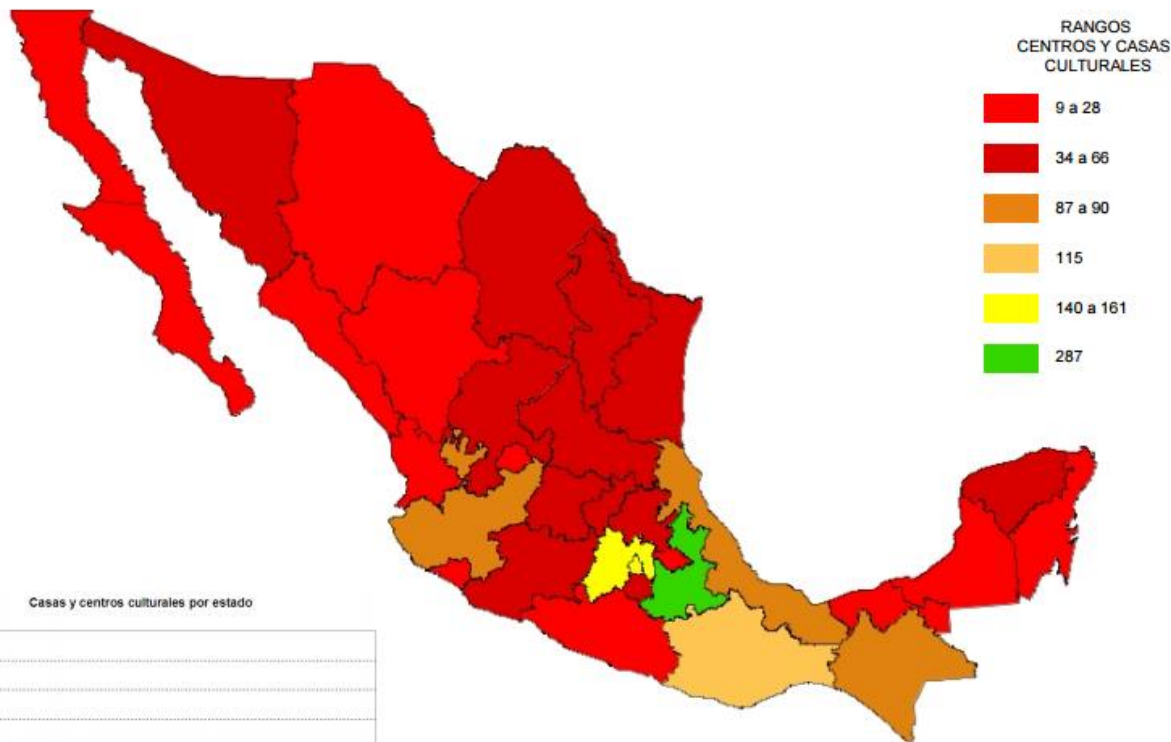 RANGOS
CENTROS Y CASAS
CULTURALES
9 a 28
34 a 66
87 a 90
115
140 a 161
287
Casas y centros culturales por estado